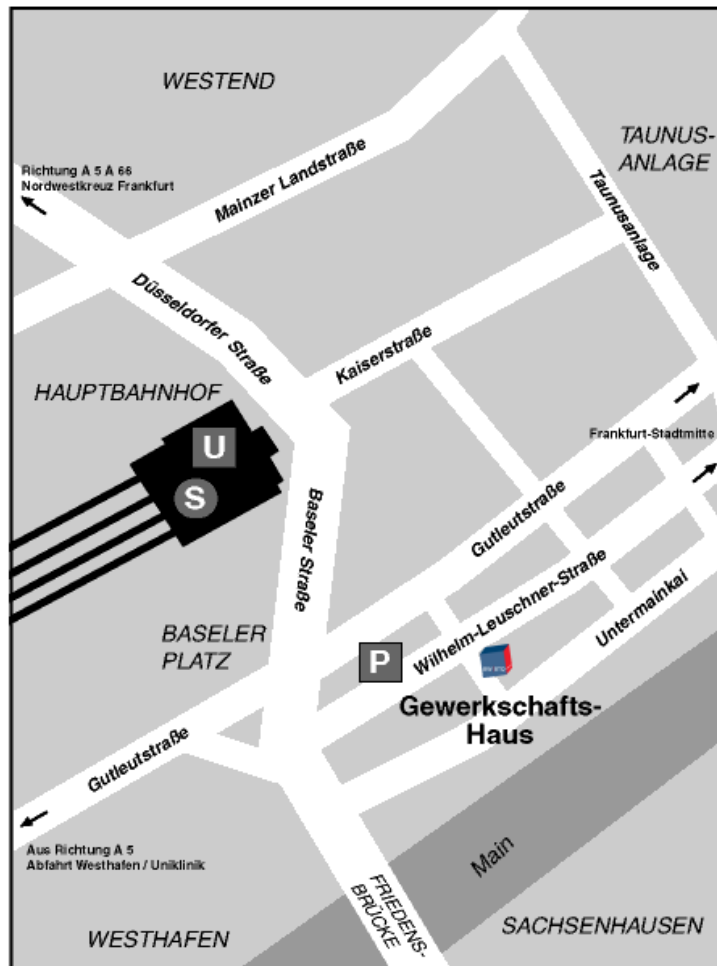 WESTEND
TAUNUS-
ANLAGE
Richtung A 5 A 66
Nordwestkreuz Frankfurt
Mainzer Landstraße
Taunusanlage
Düsseldorfer Straße
Kaiserstraße
HAUPTBAHNHOF
U
S
Frankfurt-Stadtmitte
Baseler Straße
Gutleutstraße
Wilhelm-Leuschner-Straße
Untermainkai
BASELER
PLATZ
P
Gewerkschafts-
Haus
Gutleutstraße
Aus Richtung A 5
Abfahrt Westhafen / Uniklinik
Main
FRIEDENS-
BRÜCKE
WESTHAFEN
SACHSENHAUSEN